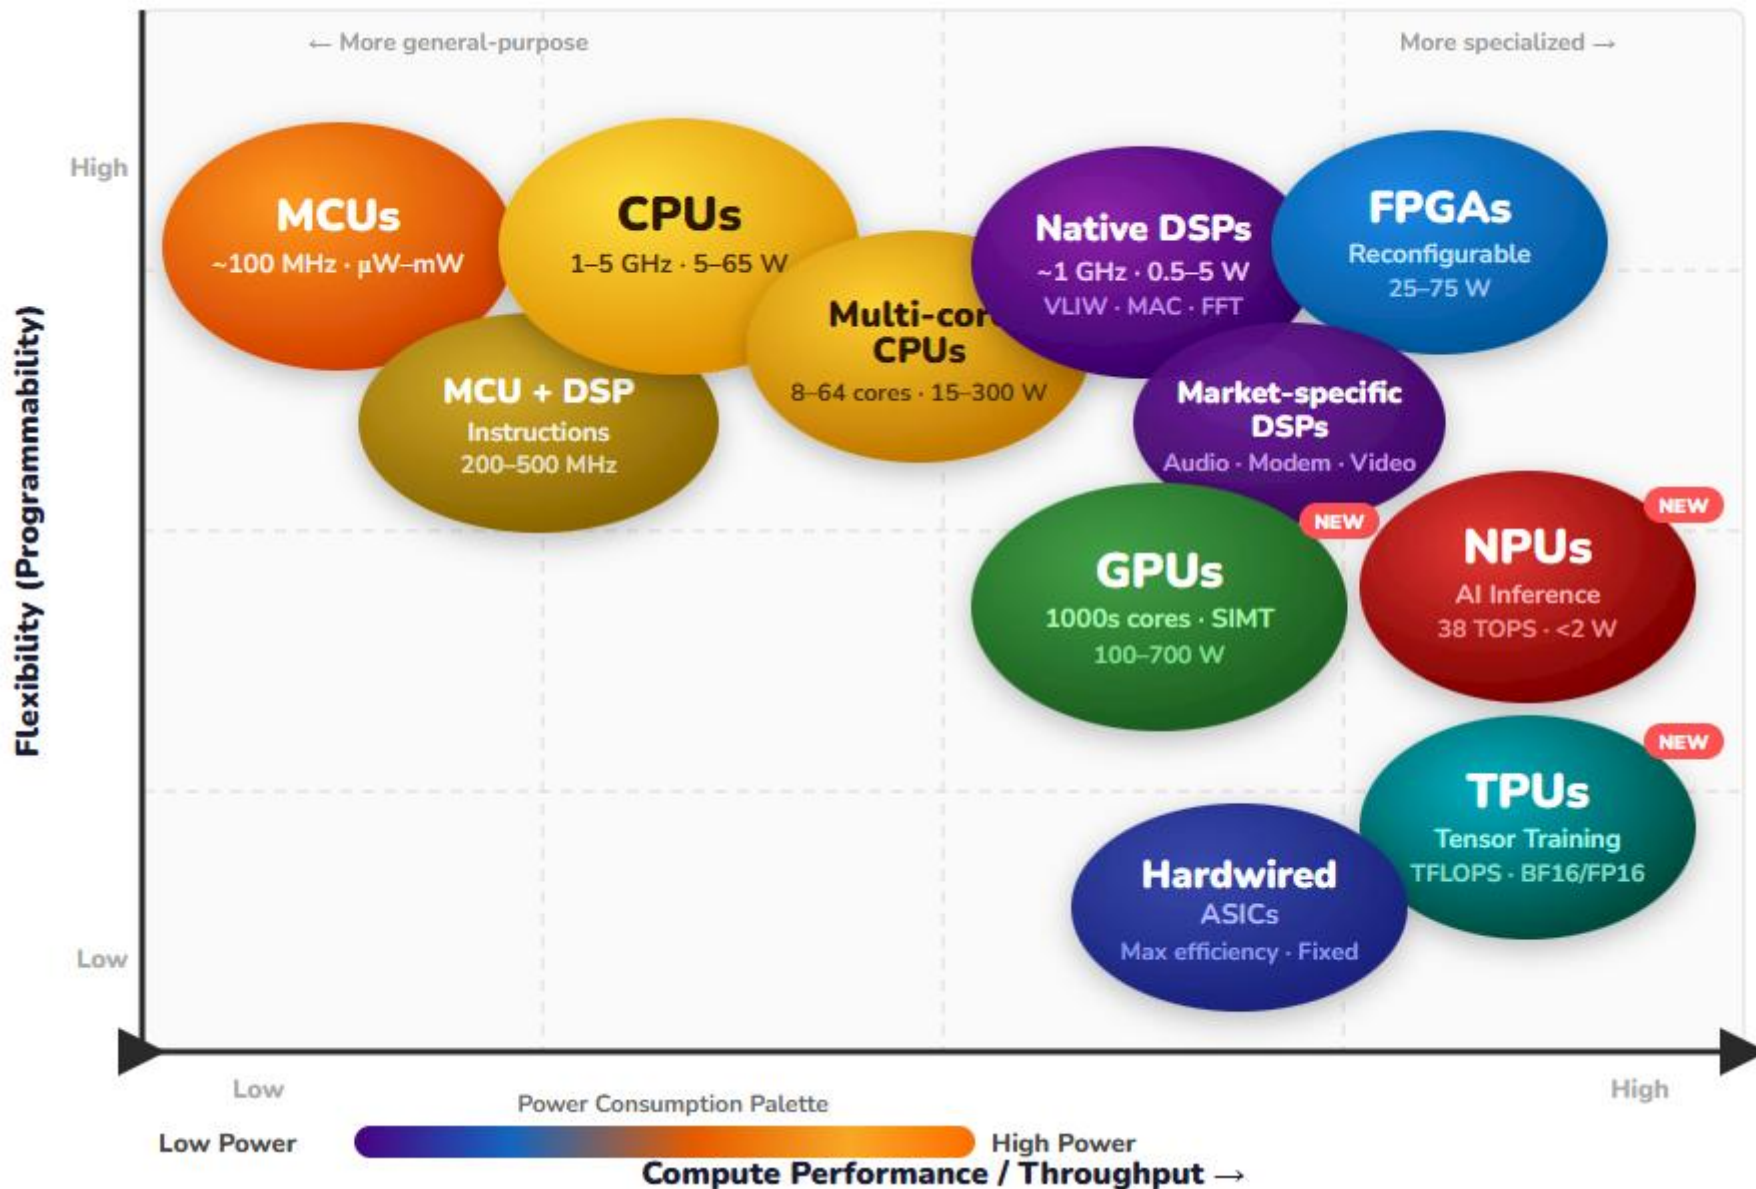 ← More general-purpose
More specialized →
High
Low
Flexibility (Programmability)
MCUs
~100 MHz · µW–mW
CPUs
1–5 GHz · 5–65 W
MCU + DSP
Instructions
200–500 MHz
Multi-cor
CPUs
8–64 cores · 15–300 W
Native DSPs
~1 GHz · 0.5–5 W
VLIW · MAC · FFT
FPGAs
Reconfigurable
25–75 W
Market-specific
DSPs
Audio · Modem · Video
NEW
GPUs
1000s cores · SIMT
100–700 W
NEW
NPUs
AI Inference
38 TOPS · <2 W
NEW
TPUs
Tensor Training
TFLOPS · BF16/FP16
Hardwired
ASICs
Max efficiency · Fixed
Low
High
Power Consumption Palette
Low Power
High Power
Compute Performance / Throughput →